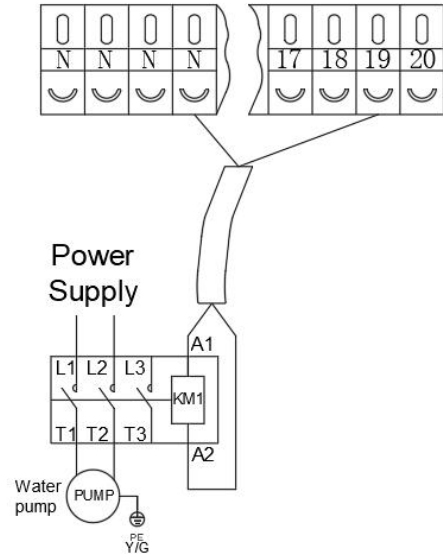 N N N N 17 18 19 20
Power
Supply
A1
L1 L2 L3
KM1
T1 T2 T3
A2
Water
pump
PUMP
PE
Y/G